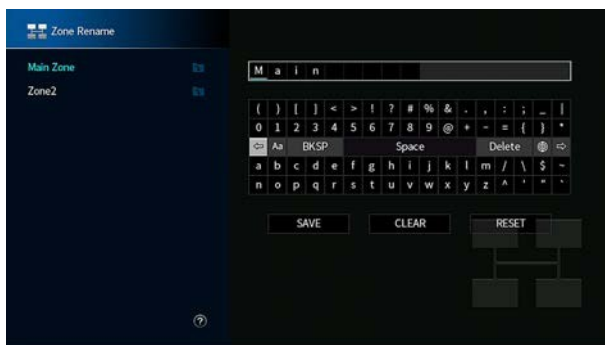 Zone Rename
Main Zone
Zone2
Main
( ) [ ] < > ! ? # % & . , : ; _ |
0 1 2 3 4 5 6 7 8 9 @ + - = { } *
⇦ Aa BKSP Space Delete ⇨
a b c d e f g h i j k l m / \ $ ~
n o p q r s t u v w x y z ^ ' " `
SAVE CLEAR RESET
?